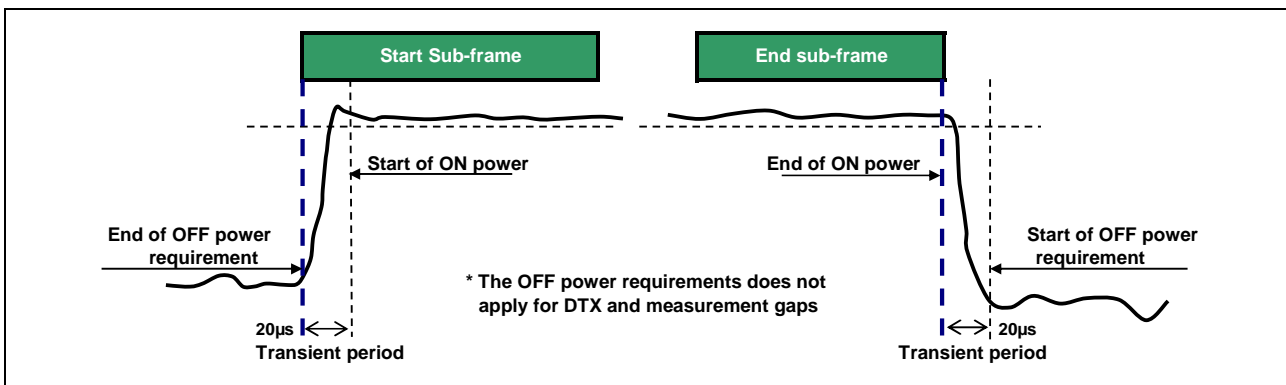 Start Sub-frame
End sub-frame
Start of ON power
End of ON power
End of OFF power
requirement
Start of OFF power
requirement
* The OFF power requirements does not
apply for DTX and measurement gaps
20µs
Transient period
20µs
Transient period